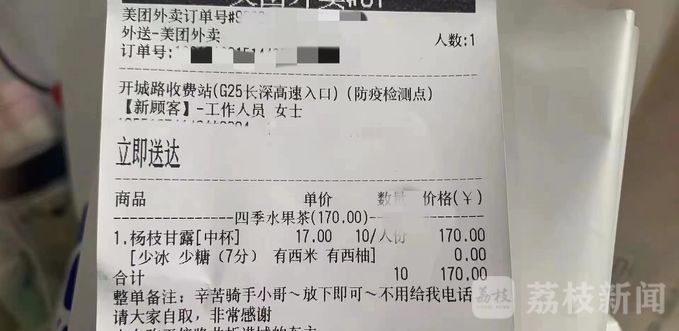 美团外卖订单号#9
外送-美团外卖
人数:1
订单号:
开城路收费站(G25长深高速入口)(防疫检测点)
【新顾客】-工作人员 女士
立即送达
商品 单价 数量 价格(¥)
四季水果茶(170.00)
1.杨枝甘露[中杯] 17.00 10/人份 170.00
[少冰 少糖(7分) 有西米 有西柚] 0.00
合计 10 170.00
整单备注: 辛苦骑手小哥~放下即可~不用给我电话
请大家自取, 非常感谢
荔枝 荔枝新闻